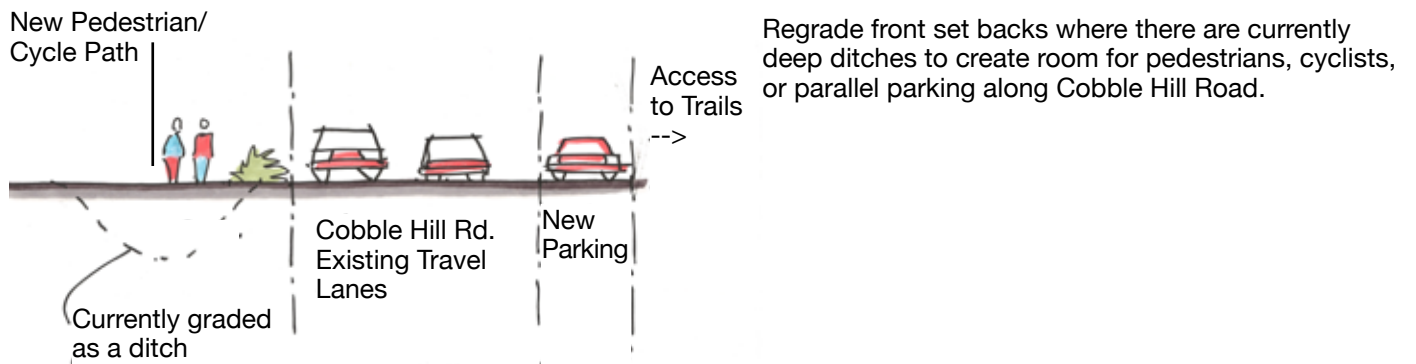 New Pedestrian/
Cycle Path
Access
to Trails
-->
Cobble Hill Rd.
Existing Travel
Lanes
New
Parking
Currently graded
as a ditch
Regrade front set backs where there are currently
deep ditches to create room for pedestrians, cyclists,
or parallel parking along Cobble Hill Road.